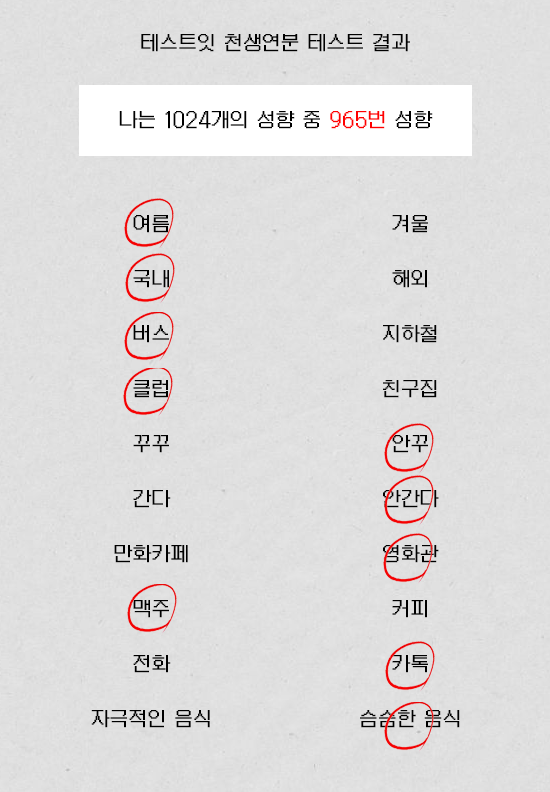 테스트잇 천생연분 테스트 결과
나는 1024개의 성향 중 965번 성향
여름 겨울
국내 해외
버스 지하철
클럽 친구집
꾸꾸 안꾸
간다 안간다
만화카페 영화관
맥주 커피
전화 카톡
자극적인 음식 슴슴한 음식